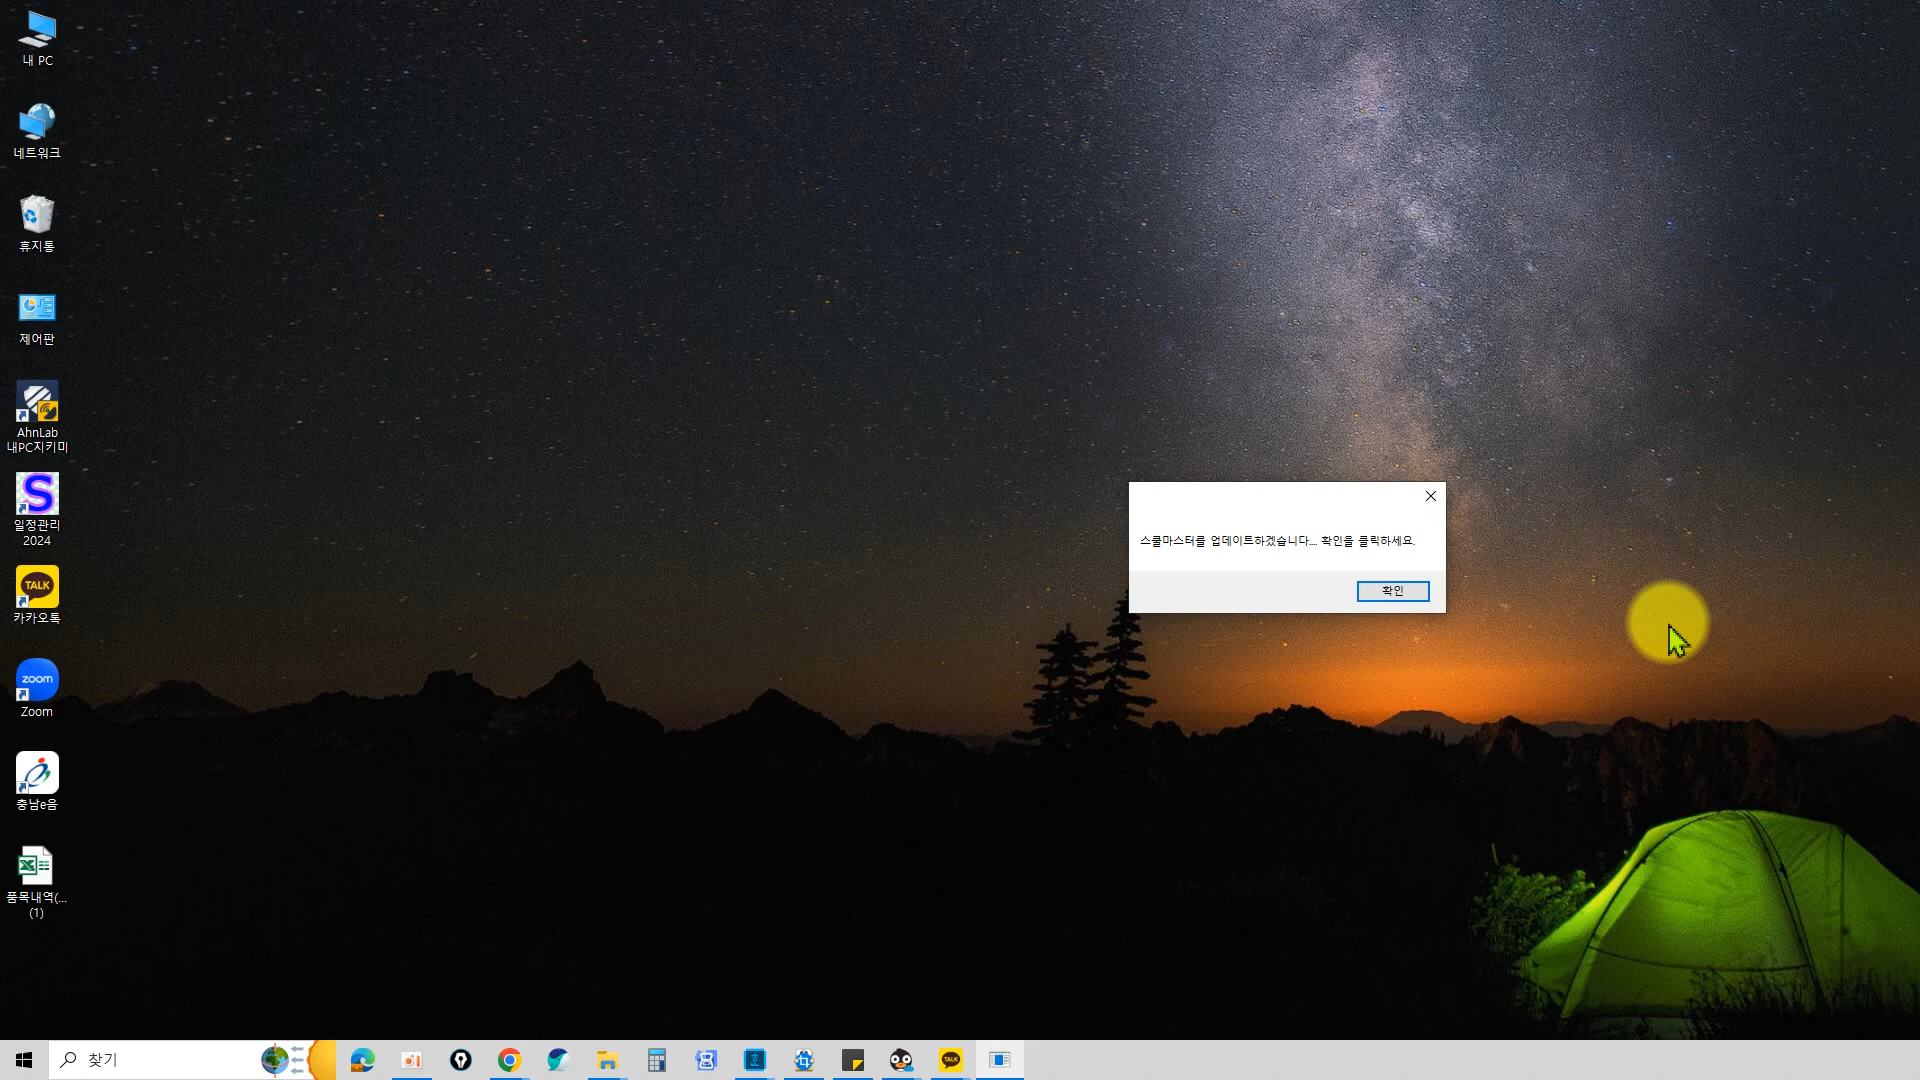 내 PC
네트워크
휴지통
제어판
AhnLab
내PC지키미
일정관리
2024
TALK
카카오톡
zoom
Zoom
충남e음
품목내역(...
(1)
스쿨마스터를 업데이트하겠습니다.... 확인을 클릭하세요.
확인
찾기
TALK